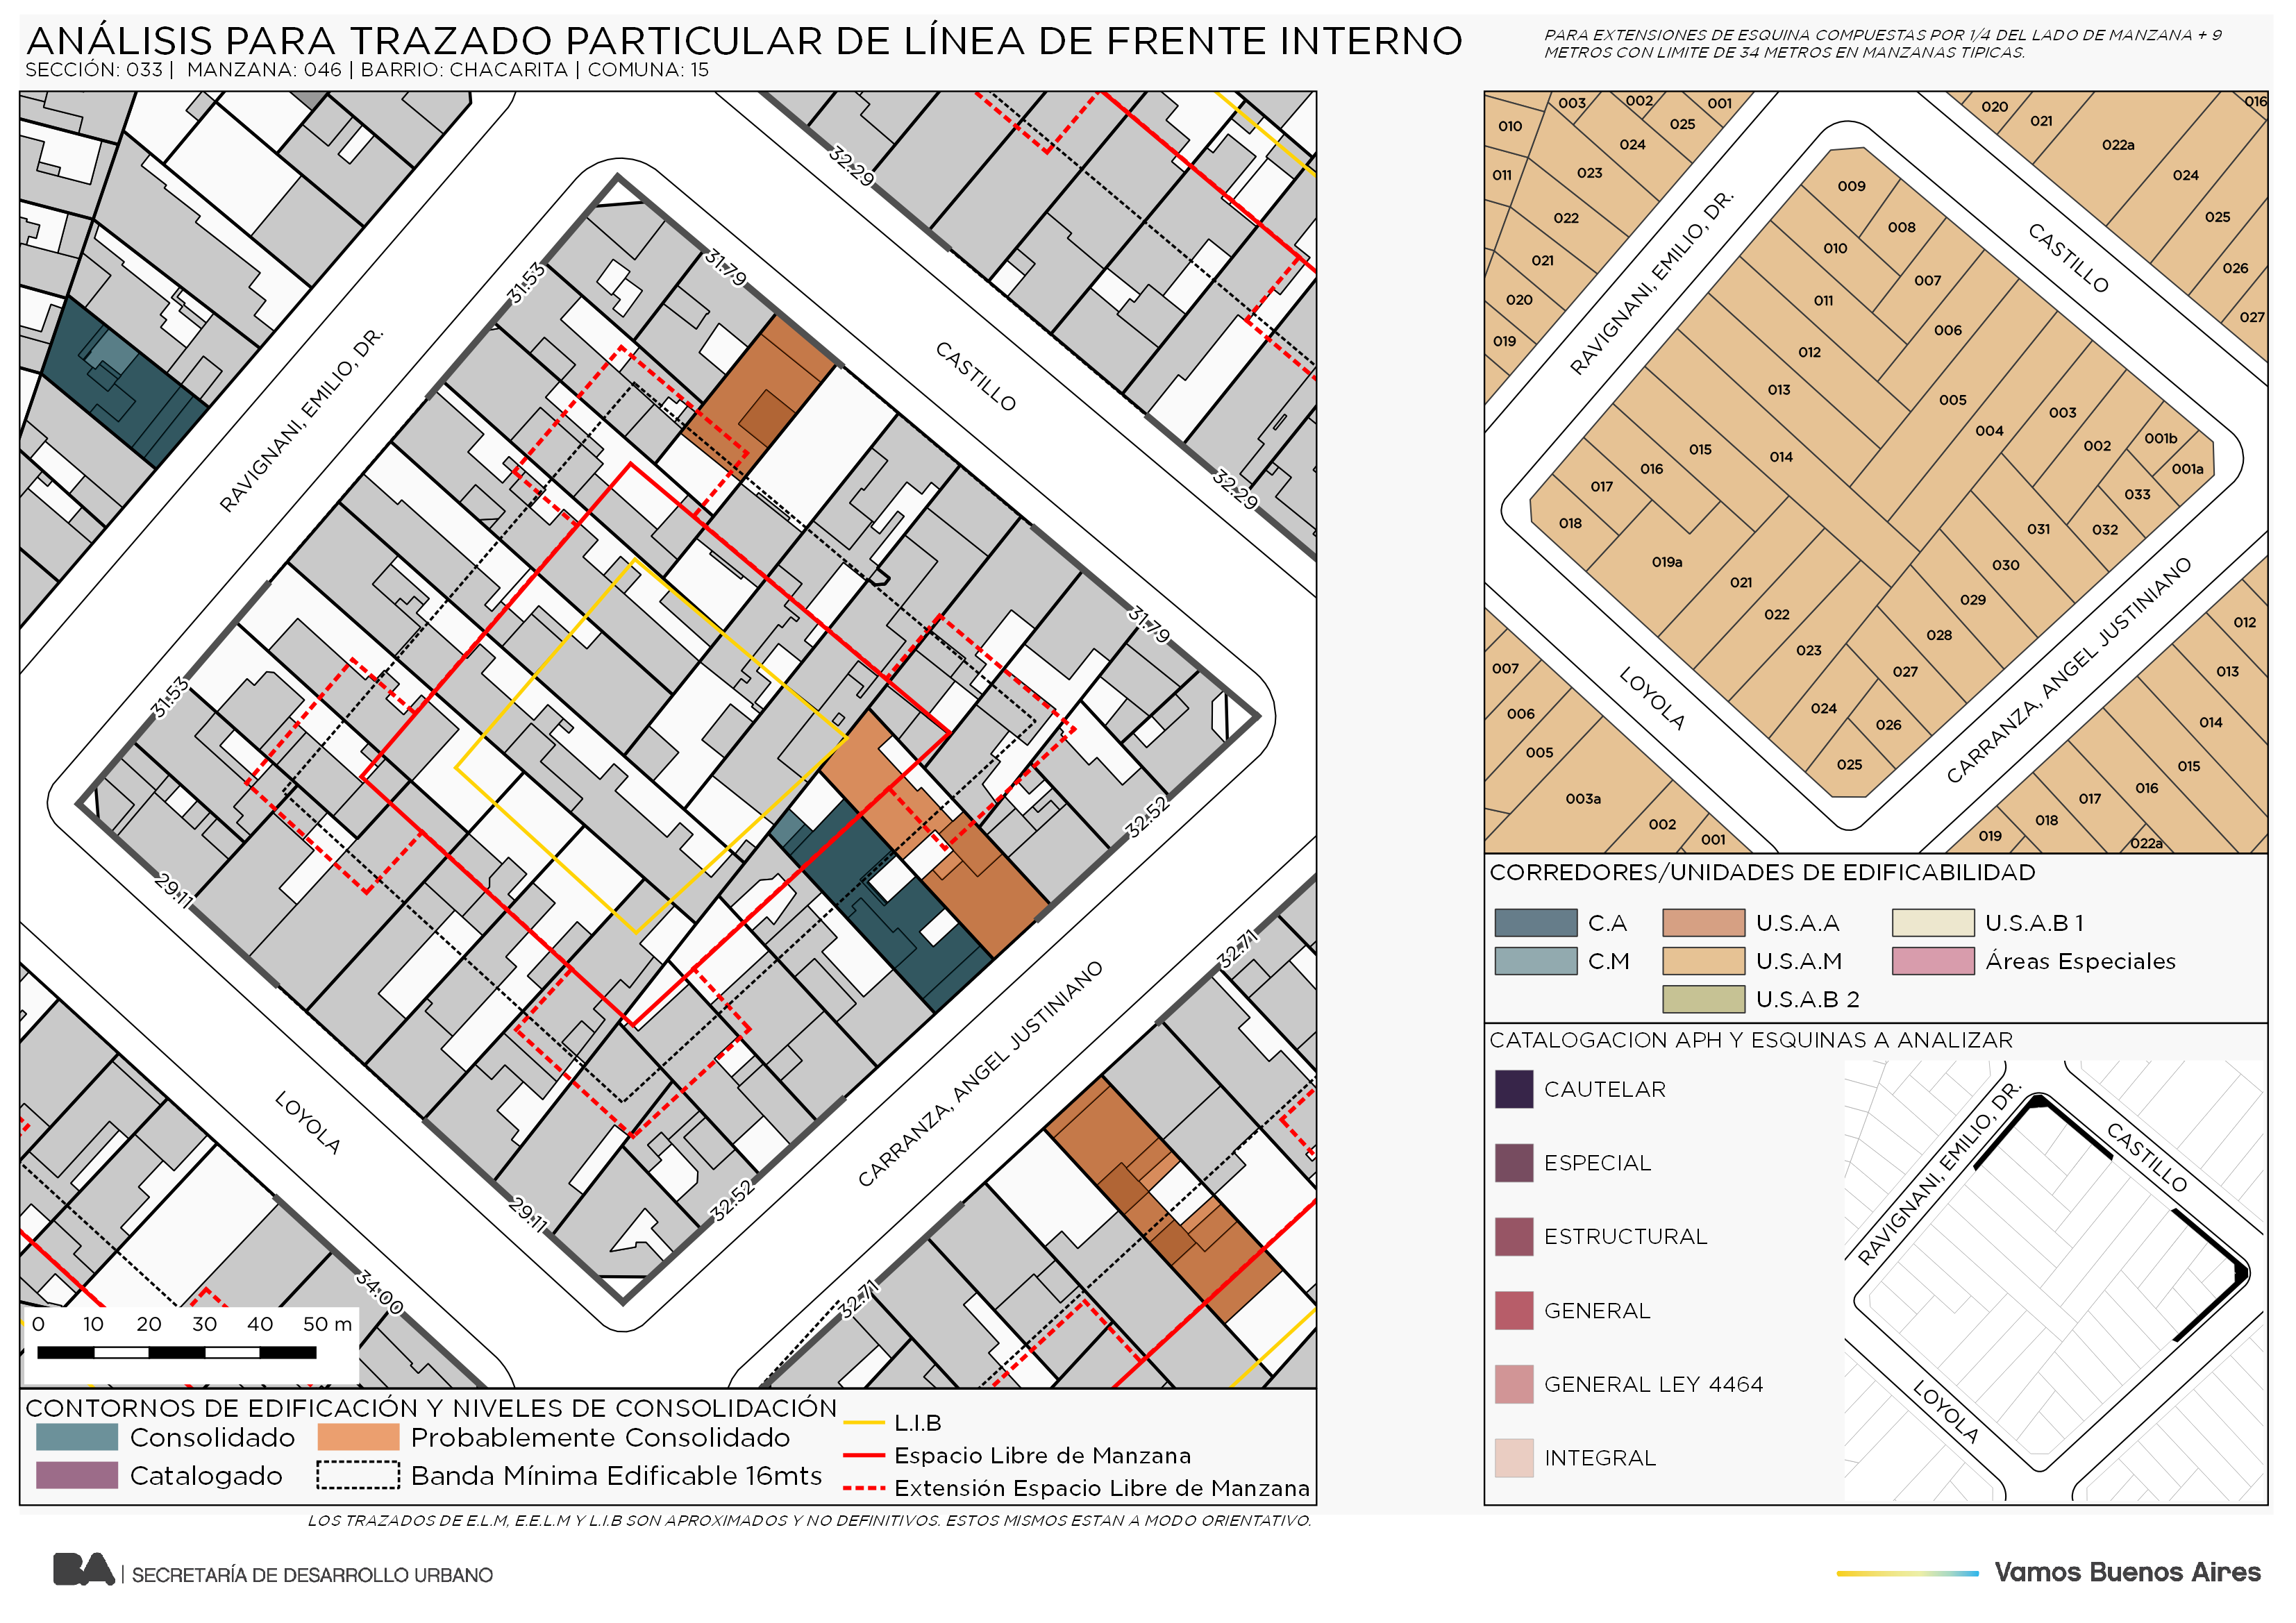 ANÁLISIS PARA TRAZADO PARTICULAR DE LÍNEA DE FRENTE INTERNO
SECCIÓN: 033 | MANZANA: 046 | BARRIO: CHACARITA | COMUNA: 15
PARA EXTENSIONES DE ESQUINA COMPUESTAS POR 1/4 DEL LADO DE MANZANA + 9
METROS CON LIMITE DE 34 METROS EN MANZANAS TIPICAS.
32.29
31.79
31.53
CASTILLO
RAVIGNANI, EMILIO, DR.
32.29
31.79
31.53
32.52
29.11
32.71
CARRANZA, ANGEL JUSTINIANO
LOYOLA
32.52
29.11
34.00
32.71
0 10 20 30 40 50 m
CONTORNOS DE EDIFICACIÓN Y NIVELES DE CONSOLIDACIÓN
Consolidado
Probablemente Consolidado
Catalogado
Banda Mínima Edificable 16mts
L.I.B
Espacio Libre de Manzana
Extensión Espacio Libre de Manzana
LOS TRAZADOS DE E.L.M, E.E.L.M Y L.I.B SON APROXIMADOS Y NO DEFINITIVOS. ESTOS MISMOS ESTAN A MODO ORIENTATIVO.
003 002 001
010 025
024
011 023
022
021
020
019
020 016
021
022a
024
025
026
027
RAVIGNANI, EMILIO, DR.
CASTILLO
009
008
010
007
011
006
012
013
005
003
004
002
001b
001a
015
014
016
017
033
018
031
032
019a
030
021
029
022
028
023
027
024
026
025
LOYOLA
CARRANZA, ANGEL JUSTINIANO
007
006
005
003a
002
001
012
013
014
015
016
017
018
019
022a
CORREDORES/UNIDADES DE EDIFICABILIDAD
C.A
U.S.A.A
U.S.A.B 1
C.M
U.S.A.M
Áreas Especiales
U.S.A.B 2
CATALOGACION APH Y ESQUINAS A ANALIZAR
CAUTELAR
ESPECIAL
ESTRUCTURAL
GENERAL
GENERAL LEY 4464
INTEGRAL
RAVIGNANI, EMILIO, DR.
CASTILLO
LOYOLA
BA | SECRETARÍA DE DESARROLLO URBANO
Vamos Buenos Aires